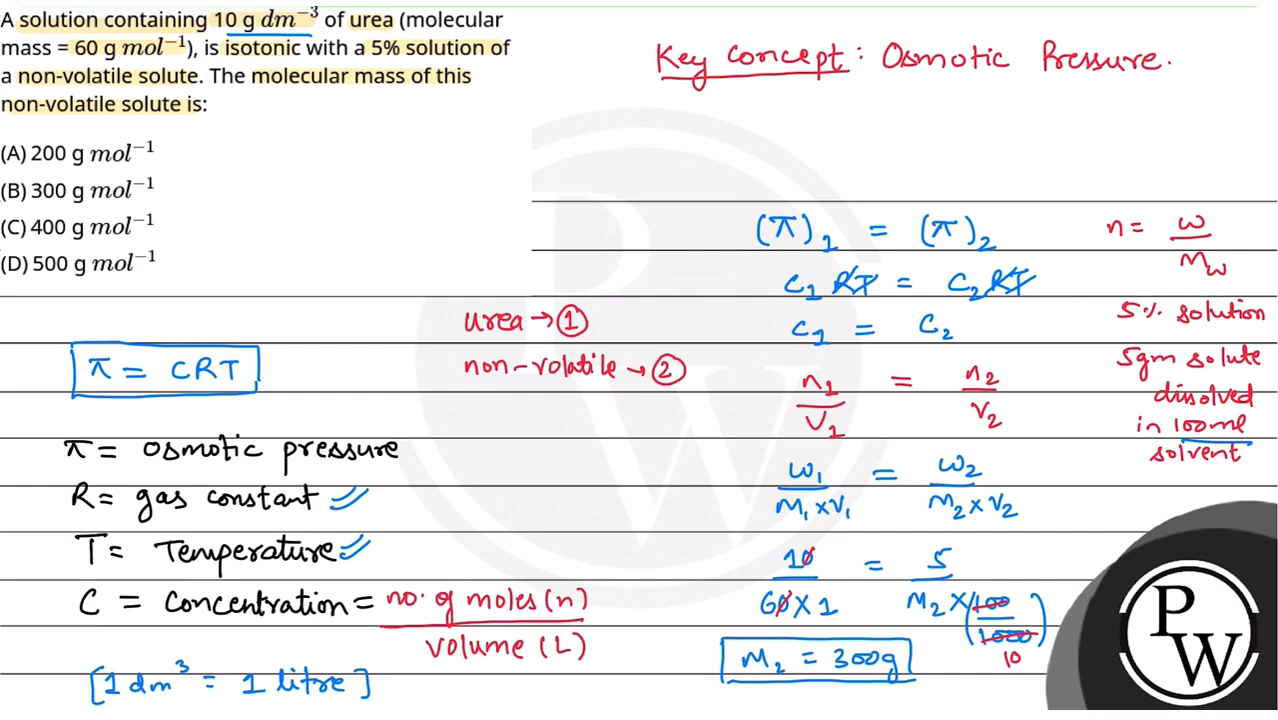 A solution containing 10 g dm⁻³ of urea (molecular
mass = 60 g mol⁻¹), is isotonic with a 5% solution of
a non-volatile solute. The molecular mass of this
non-volatile solute is:
(A) 200 g mol⁻¹
(B) 300 g mol⁻¹
(C) 400 g mol⁻¹
(D) 500 g mol⁻¹
Key Concept: Osmotic Pressure.
π = CRT
π = osmotic pressure
R = gas constant
T = Temperature
C = Concentration = no. of moles (n)
volume (L)
[1 dm³ = 1 litre]
urea → ①
non-volatile → ②
(π)₁ = (π)₂
C₁ RT = C₂ RT
C₁ = C₂
n₁/V₁ = n₂/V₂
w₁/M₁×V₁ = w₂/M₂×V₂
10/60×1 = 5/M₂×(100/1000)
10
M₂ = 300g
n = w/Mw
5% solution
5gm solute
dissolved
in 100ml
solvent
PW